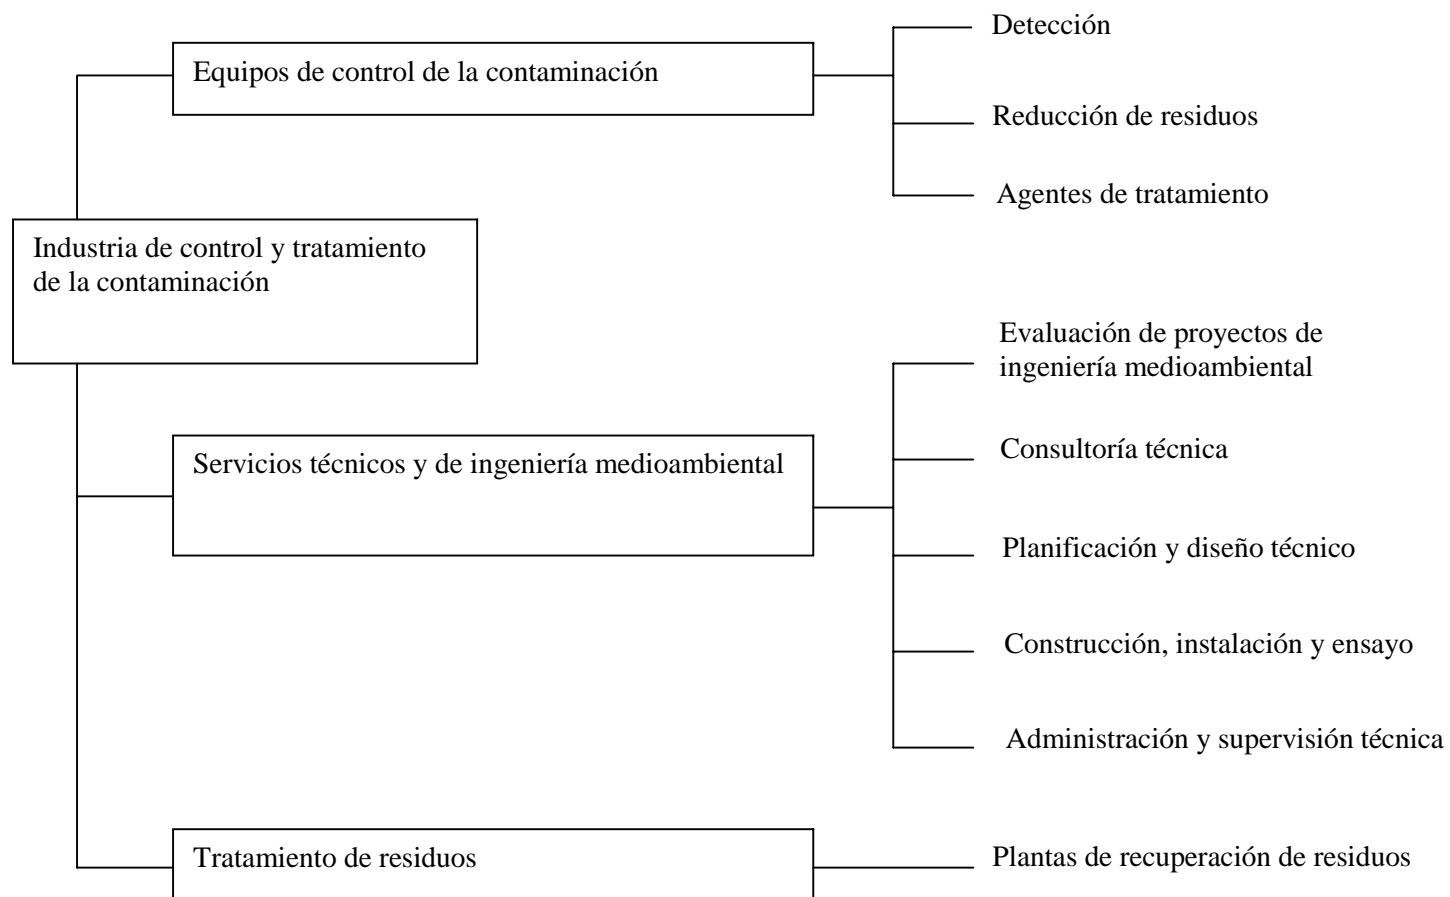 Detección
Equipos de control de la contaminación
Reducción de residuos
Agentes de tratamiento
Industria de control y tratamiento
de la contaminación
Evaluación de proyectos de
ingeniería medioambiental
Servicios técnicos y de ingeniería medioambiental
Consultoría técnica
Planificación y diseño técnico
Construcción, instalación y ensayo
Administración y supervisión técnica
Tratamiento de residuos
Plantas de recuperación de residuos